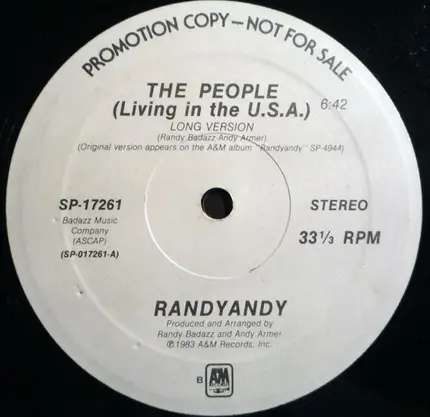 PROMOTION COPY—NOT FOR SALE
THE PEOPLE
(Living in the U.S.A.) 6:42
LONG VERSION
(Randy Badazz-Andy Armer)
(Original version appears on the A&M album "Randyandy" SP-4944)
SP-17261
Badazz Music
Company
(ASCAP)
(SP-017261-A)
STEREO
33⅓ RPM
RANDYANDY
Produced and Arranged by
Randy Badazz and Andy Armer
℗1983 A&M Records, Inc.
B
A&M
RECORDS